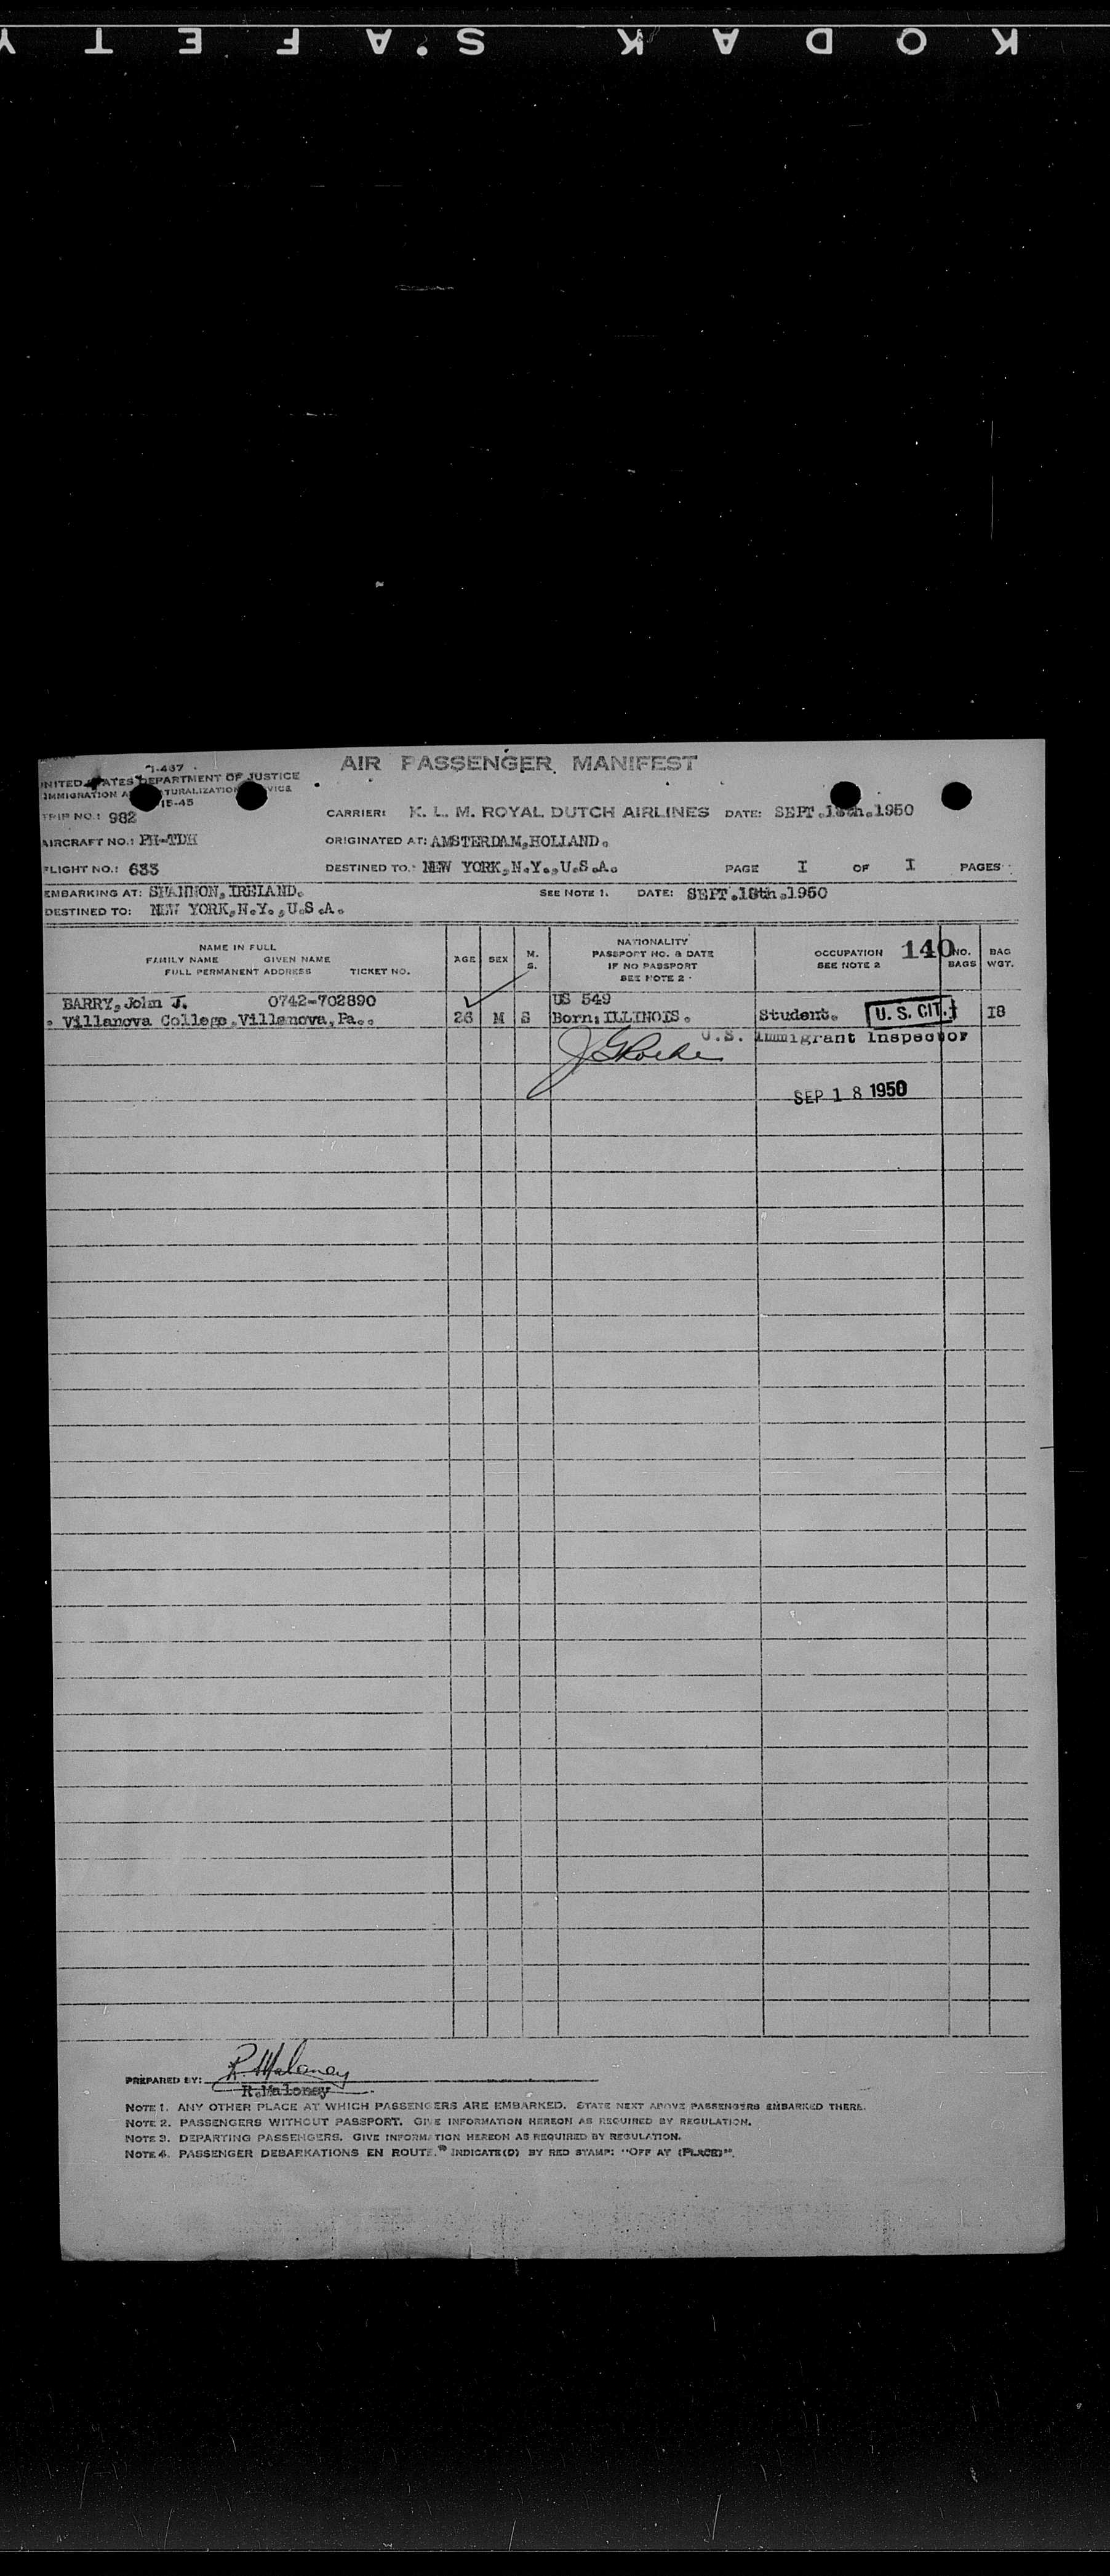 KODAK S.A.FETY
I-467
UNITED STATES DEPARTMENT OF JUSTICE
IMMIGRATION NATURALIZATION SERVICE
15-45
AIR PASSENGER MANIFEST
TRIP NO.: 982
CARRIER: K. L. M. ROYAL DUTCH AIRLINES DATE: SEPT.18th.1950
AIRCRAFT NO.: PH-TDH ORIGINATED AT: AMSTERDAM,HOLLAND.
FLIGHT NO.: 633 DESTINED TO: NEW YORK,N.Y.,U.S.A. PAGE I OF I PAGES
EMBARKING AT: SHANNON,IRELAND. SEE NOTE 1. DATE: SEPT.18th.1950
DESTINED TO: NEW YORK,N.Y.,U.S.A.
NAME IN FULL
FAMILY NAME GIVEN NAME
FULL PERMANENT ADDRESS TICKET NO.
AGE SEX M. S.
NATIONALITY
PASSPORT NO. & DATE
IF NO PASSPORT
SEE NOTE 2
OCCUPATION
SEE NOTE 2
140
NO. BAGS
BAG WGT.
BARRY,John J. 0742-702890 US 549
Villanova College,Villanova,Pa.. 26 M S Born:ILLINOIS. Student. U. S. CIT. I8
U.S. Immigrant Inspector
SEP 18 1950
PREPARED BY: R. Maloney
R.Maloney
NOTE 1. ANY OTHER PLACE AT WHICH PASSENGERS ARE EMBARKED. STATE NEXT ABOVE PASSENGERS EMBARKED THERE.
NOTE 2. PASSENGERS WITHOUT PASSPORT. GIVE INFORMATION HEREON AS REQUIRED BY REGULATION.
NOTE 3. DEPARTING PASSENGERS. GIVE INFORMATION HEREON AS REQUIRED BY REGULATION.
NOTE 4. PASSENGER DEBARKATIONS EN ROUTE. INDICATE(D) BY RED STAMP: "OFF AT (PLACE)".